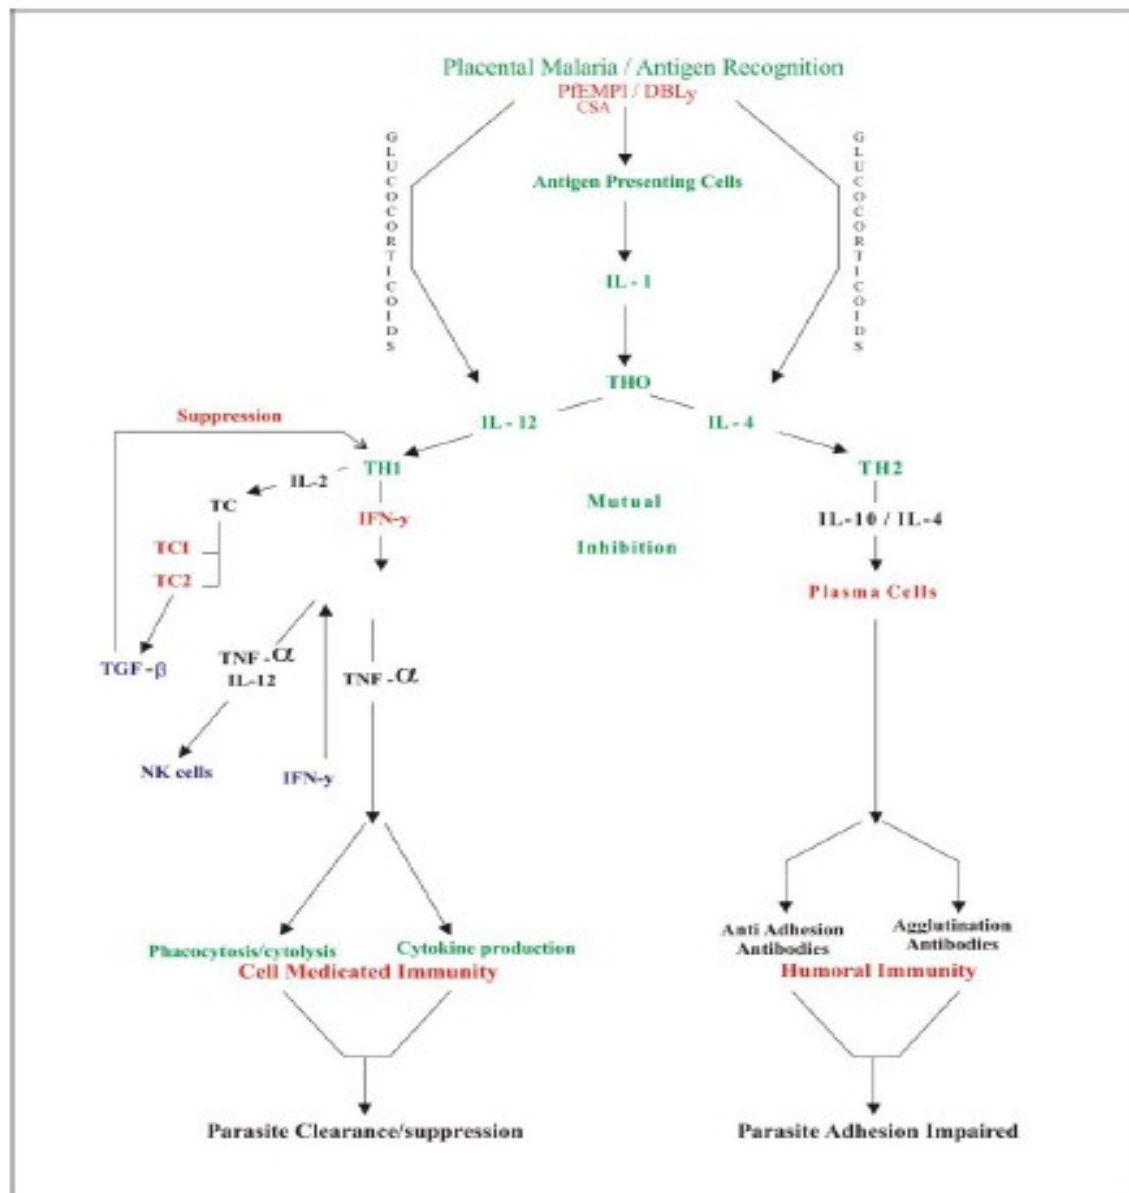 Placental Malaria / Antigen Recognition
PfEMPl / DBLy
CSA
GLUCOCORTICOIDS
GLUCOCORTICOIDS
Antigen Presenting Cells
IL - 1
THO
IL - 12
IL - 4
Suppression
TH1
TH2
IL-2
TC
IFN-y
Mutual
Inhibition
IL-10 / IL-4
TC1
TC2
Plasma Cells
TGF-β
TNF-α
IL-12
TNF-α
NK cells
IFN-y
Phacocytosis/cytolysis
Cytokine production
Cell Medicated Immunity
Anti Adhesion
Antibodies
Agglutination
Antibodies
Humoral Immunity
Parasite Clearance/suppression
Parasite Adhesion Impaired